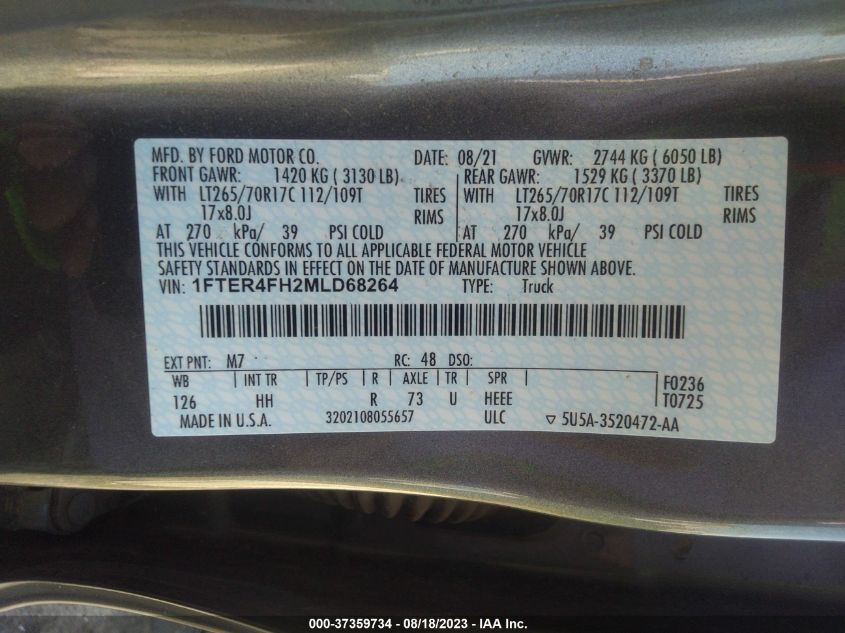 MFD. BY FORD MOTOR CO. DATE: 08/21 GVWR: 2744 KG ( 6050 LB)
FRONT GAWR: 1420 KG ( 3130 LB) REAR GAWR: 1529 KG ( 3370 LB)
WITH LT265/70R17C 112/109T TIRES WITH LT265/70R17C 112/109T TIRES
17x8.0J RIMS 17x8.0J RIMS
AT 270 kPa/ 39 PSI COLD AT 270 kPa/ 39 PSI COLD
THIS VEHICLE CONFORMS TO ALL APPLICABLE FEDERAL MOTOR VEHICLE
SAFETY STANDARDS IN EFFECT ON THE DATE OF MANUFACTURE SHOWN ABOVE.
VIN: 1FTER4FH2MLD68264 TYPE: Truck
EXT PNT: M7 RC: 48 DSO:
WB INT TR TP/PS R AXLE TR SPR F0236
126 HH R 73 U HEEE T0725
MADE IN U.S.A. 3202108055657 ULC ▽ 5U5A-3520472-AA
000-37359734 - 08/18/2023 - IAA Inc.